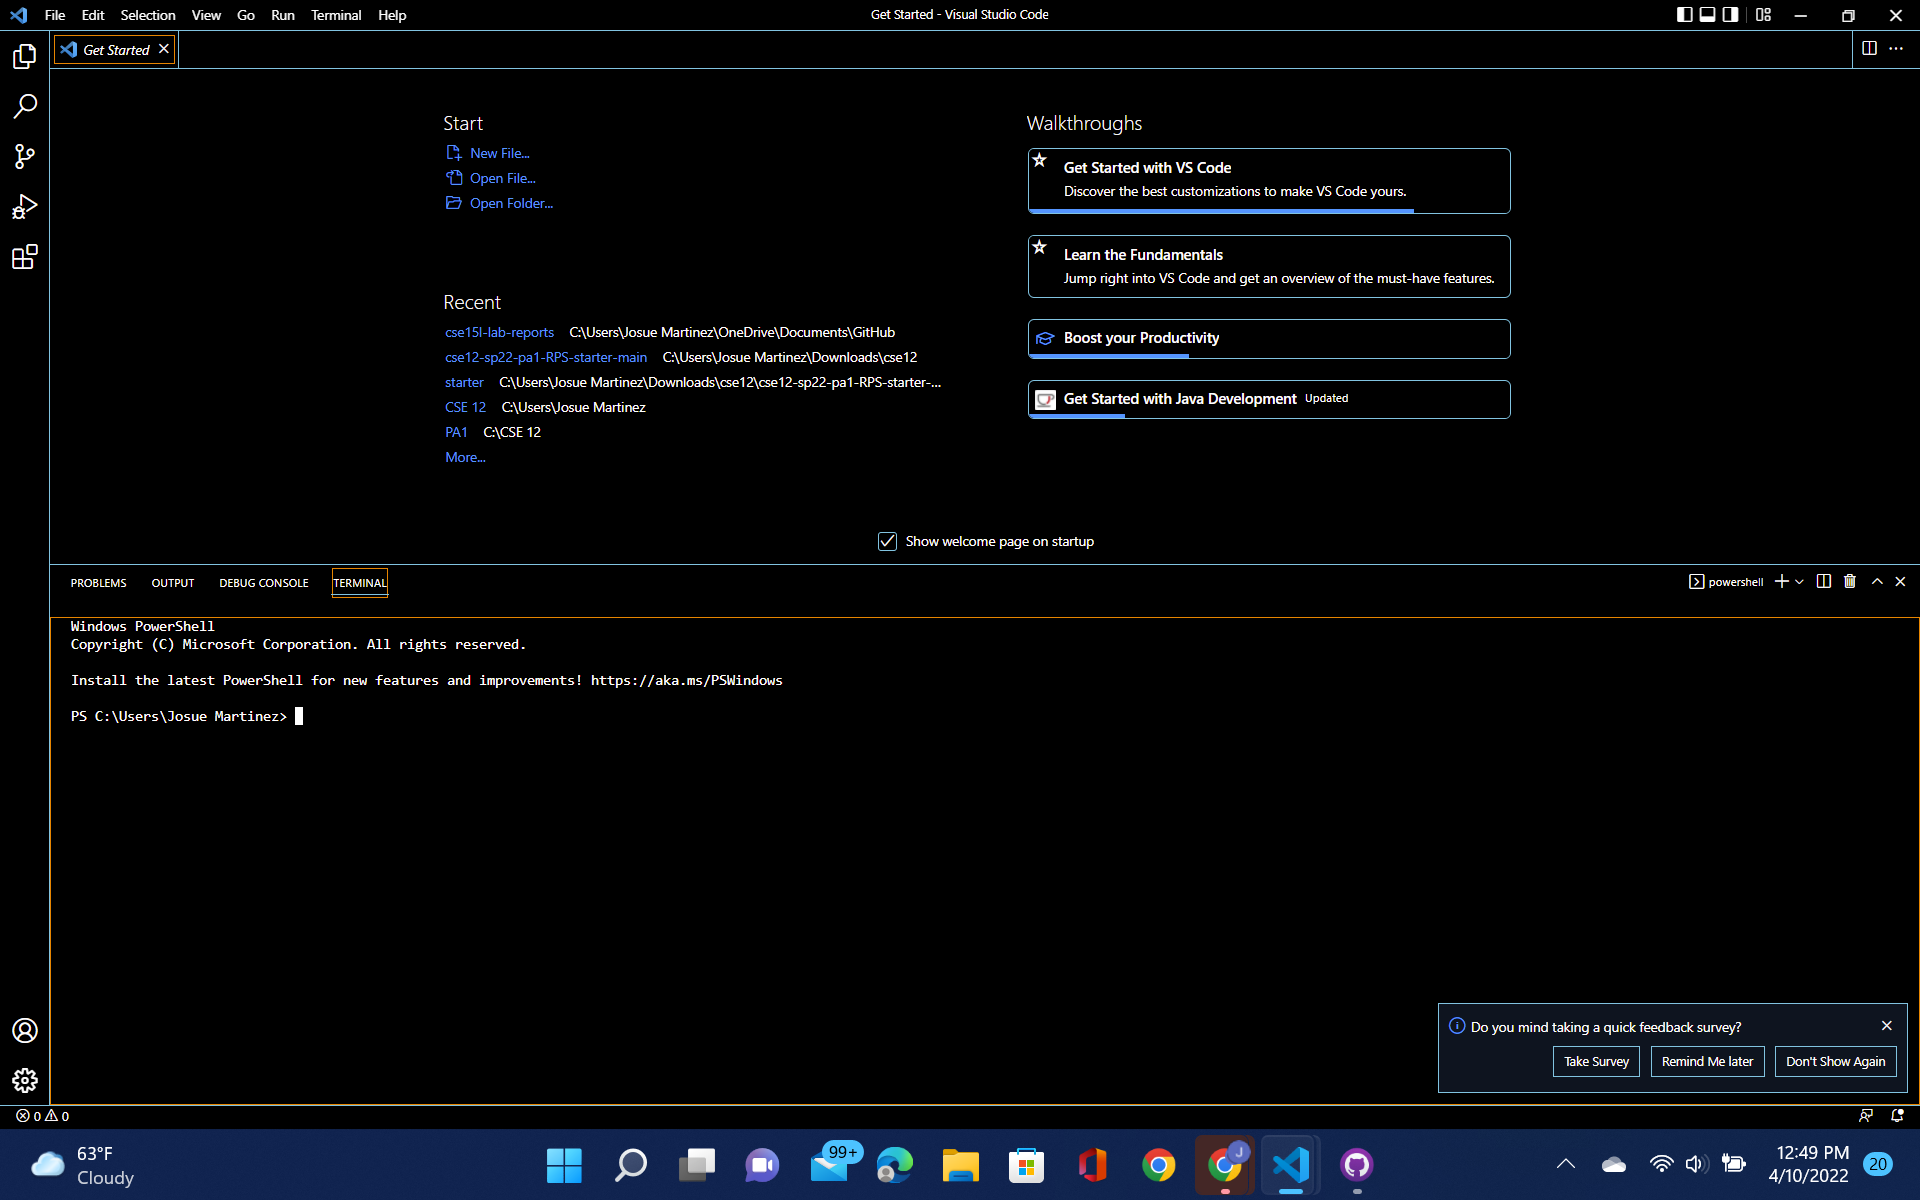 File Edit Selection View Go Run Terminal Help
Get Started - Visual Studio Code
Get Started
Start
New File...
Open File...
Open Folder...
Recent
cse15l-lab-reports C:\Users\Josue Martinez\OneDrive\Documents\GitHub
cse12-sp22-pa1-RPS-starter-main C:\Users\Josue Martinez\Downloads\cse12
starter C:\Users\Josue Martinez\Downloads\cse12\cse12-sp22-pa1-RPS-starter-...
CSE 12 C:\Users\Josue Martinez
PA1 C:\CSE 12
More...
Walkthroughs
Get Started with VS Code
Discover the best customizations to make VS Code yours.
Learn the Fundamentals
Jump right into VS Code and get an overview of the must-have features.
Boost your Productivity
Get Started with Java Development Updated
Show welcome page on startup
PROBLEMS OUTPUT DEBUG CONSOLE TERMINAL
powershell
Windows PowerShell
Copyright (C) Microsoft Corporation. All rights reserved.
Install the latest PowerShell for new features and improvements! https://aka.ms/PSWindows
PS C:\Users\Josue Martinez>
Do you mind taking a quick feedback survey?
Take Survey Remind Me later Don't Show Again
0 0
63°F
Cloudy
99+
J
12:49 PM
4/10/2022
20